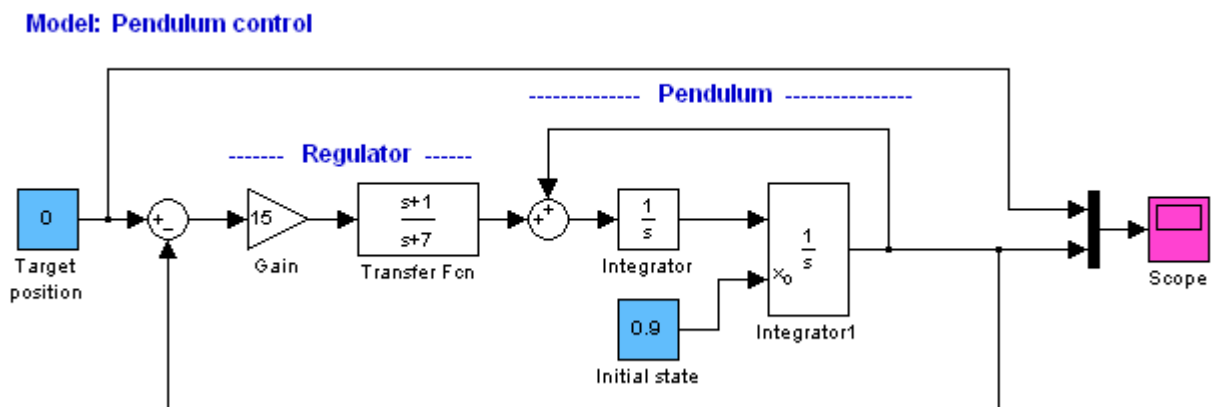 Model: Pendulum control
------------- Pendulum ---------------
------- Regulator ------
0
+
-
15
s+1
s+7
+
+
1
s
1
s
x0
Target
position
Gain
Transfer Fcn
Integrator
0.9
Integrator1
Initial state
Scope